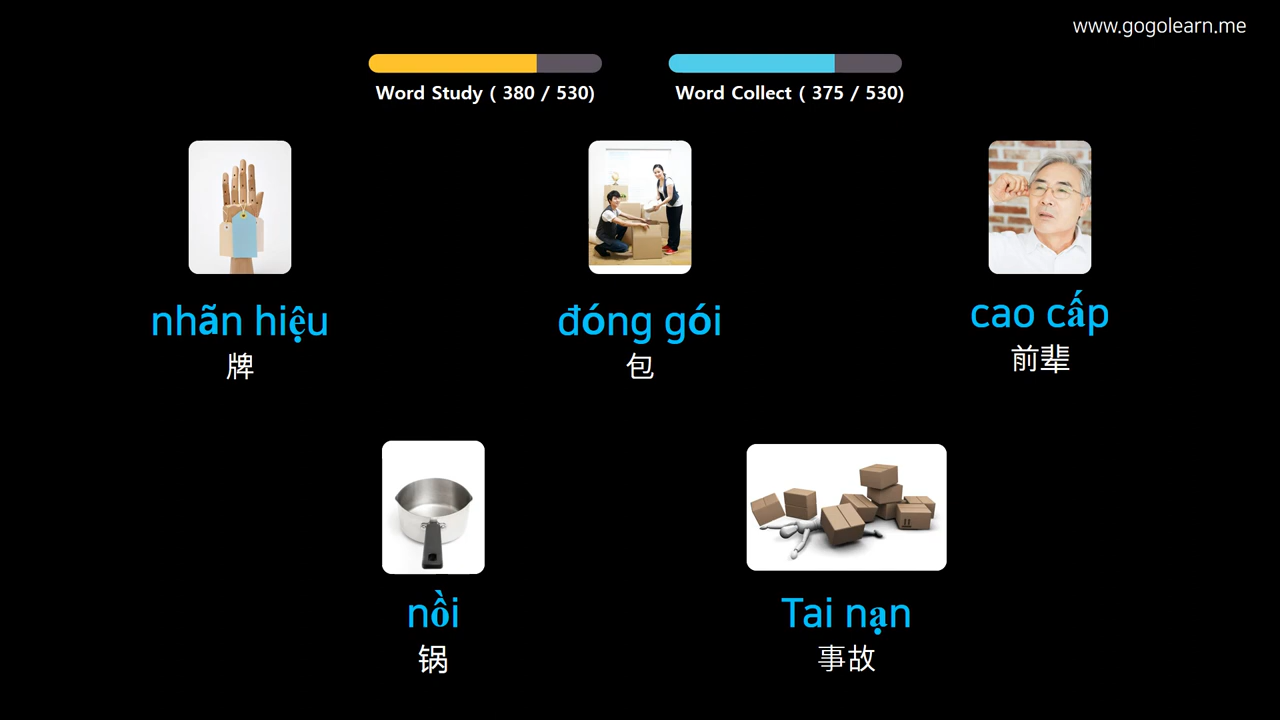 www.gogolearn.me
Word Study ( 380 / 530)
Word Collect ( 375 / 530)
nhãn hiệu
牌
đóng gói
包
cao cấp
前辈
nồi
锅
Tai nạn
事故